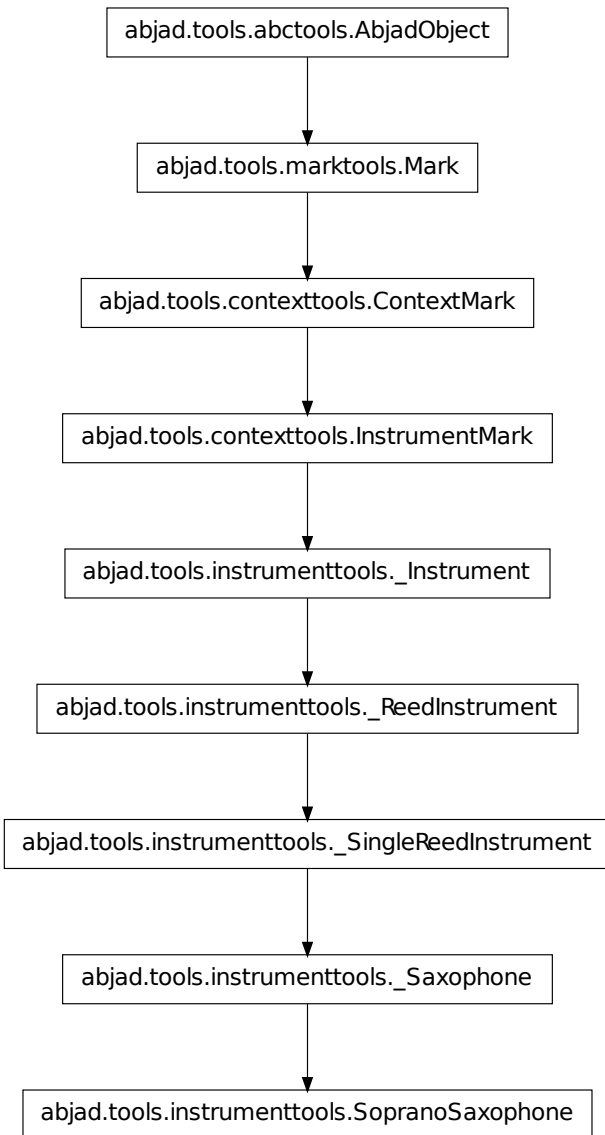 abjad.tools.abctools.AbjadObject
abjad.tools.marktools.Mark
abjad.tools.contexttools.ContextMark
abjad.tools.contexttools.InstrumentMark
abjad.tools.instrumenttools._Instrument
abjad.tools.instrumenttools._ReedInstrument
abjad.tools.instrumenttools._SingleReedInstrument
abjad.tools.instrumenttools._Saxophone
abjad.tools.instrumenttools.SopranoSaxophone